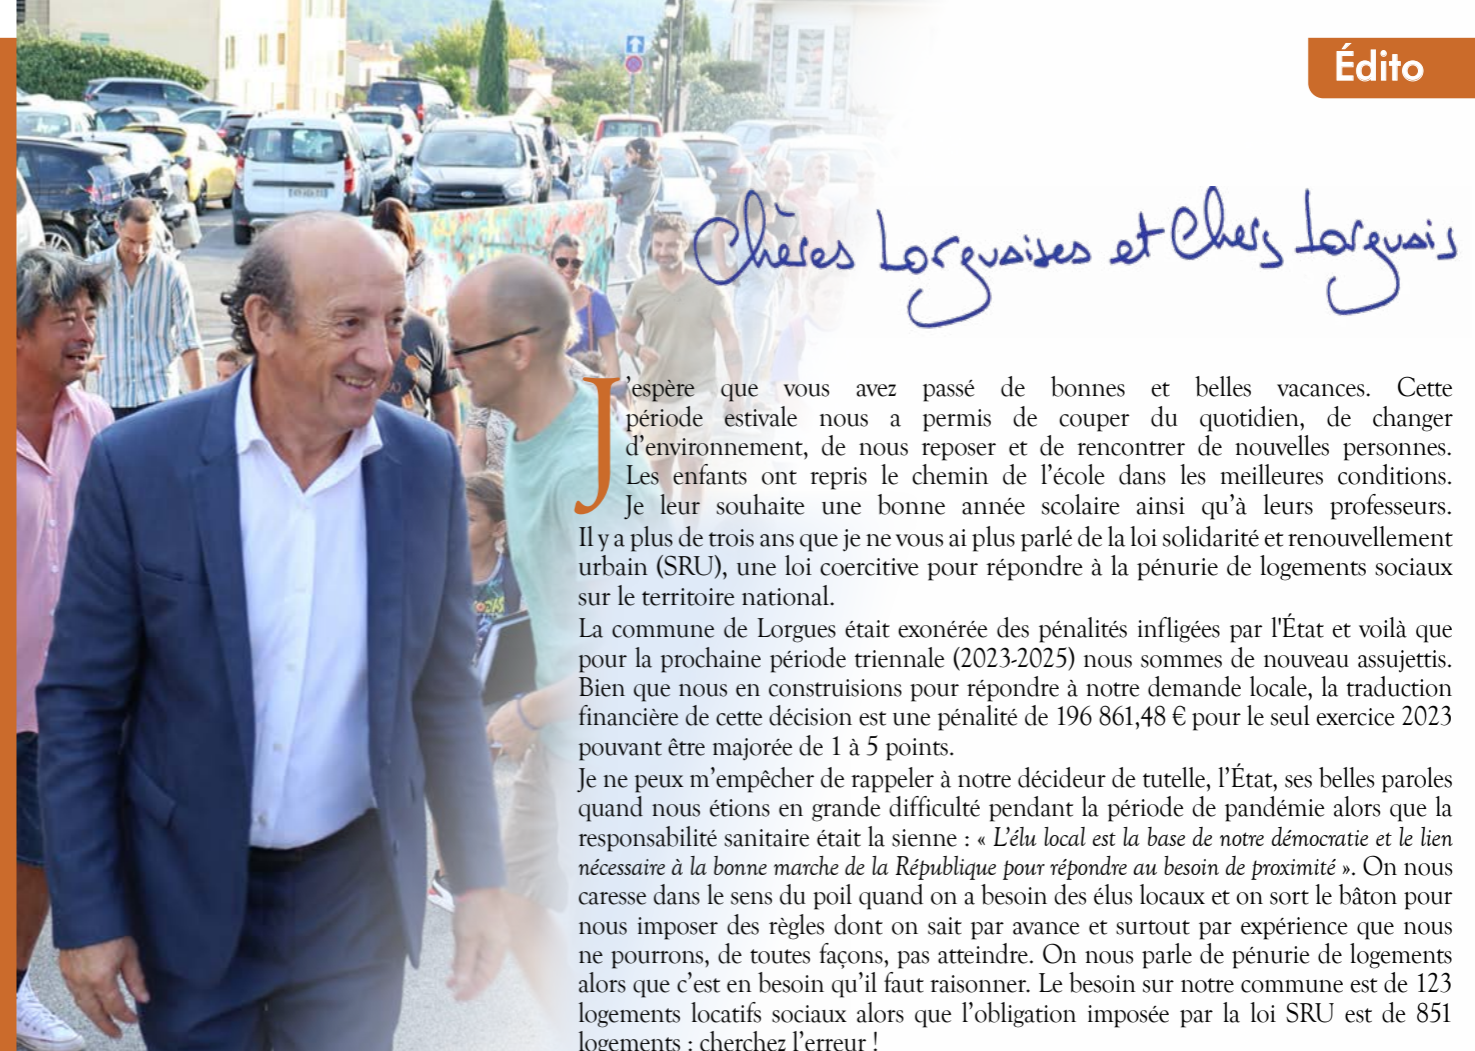 Édito
Chères Lorguaises et Chers Lorguais
J'espère que vous avez passé de bonnes et belles vacances. Cette
période estivale nous a permis de couper du quotidien, de changer
d’environnement, de nous reposer et de rencontrer de nouvelles personnes.
Les enfants ont repris le chemin de l’école dans les meilleures conditions.
Je leur souhaite une bonne année scolaire ainsi qu’à leurs professeurs.
Il y a plus de trois ans que je ne vous ai plus parlé de la loi solidarité et renouvellement
urbain (SRU), une loi coercitive pour répondre à la pénurie de logements sociaux
sur le territoire national.
La commune de Lorgues était exonérée des pénalités infligées par l'État et voilà que
pour la prochaine période triennale (2023-2025) nous sommes de nouveau assujettis.
Bien que nous en construisions pour répondre à notre demande locale, la traduction
financière de cette décision est une pénalité de 196 861,48 € pour le seul exercice 2023
pouvant être majorée de 1 à 5 points.
Je ne peux m’empêcher de rappeler à notre décideur de tutelle, l’État, ses belles paroles
quand nous étions en grande difficulté pendant la période de pandémie alors que la
responsabilité sanitaire était la sienne : « L’élu local est la base de notre démocratie et le lien
nécessaire à la bonne marche de la République pour répondre au besoin de proximité ». On nous
caresse dans le sens du poil quand on a besoin des élus locaux et on sort le bâton pour
nous imposer des règles dont on sait par avance et surtout par expérience que nous
ne pourrons, de toutes façons, pas atteindre. On nous parle de pénurie de logements
alors que c’est en besoin qu’il faut raisonner. Le besoin sur notre commune est de 123
logements locatifs sociaux alors que l’obligation imposée par la loi SRU est de 851
logements : cherchez l’erreur !